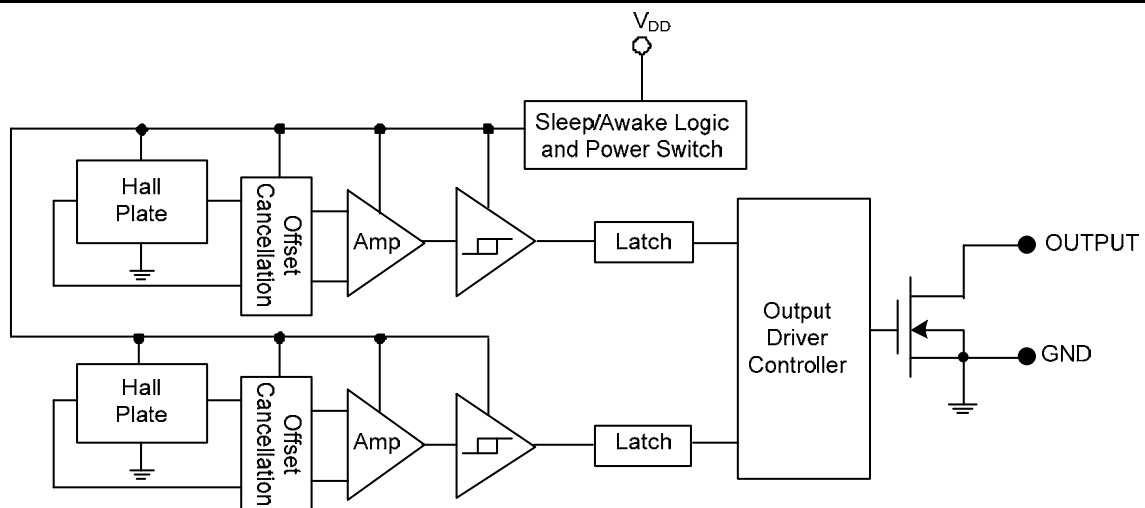 VDD
Sleep/Awake Logic
and Power Switch
Hall
Plate
Offset
Cancellation
Amp
Latch
OUTPUT
Output
Driver
Controller
GND
Hall
Plate
Offset
Cancellation
Amp
Latch